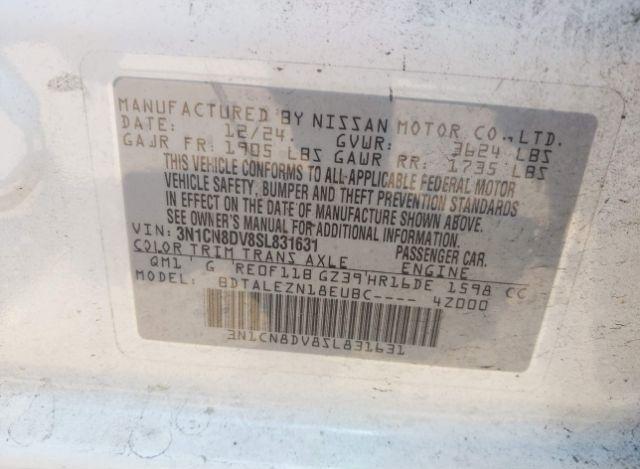 MANUFACTURED BY NISSAN MOTOR CO., LTD.
DATE: 12/24 GVWR: 3624 LBS
GAJR FR: 1905 LBS GAWR RR: 1735 LBS
THIS VEHICLE CONFORMS TO ALL APPLICABLE FEDERAL MOTOR
VEHICLE SAFETY, BUMPER AND THEFT PREVENTION STANDARDS
IN EFFECT ON THE DATE OF MANUFACTURE SHOWN ABOVE.
SEE OWNER'S MANUAL FOR ADDITIONAL INFORMATION.
VIN: 3N1CN8DV8SL831631 PASSENGER CAR
COLOR TRIM TRANS AXLE ENGINE
QM1 G RE0F11B GZ39 HR16DE 1598 CC
MODEL: BDTALEZN18EUBC---- 4Z000
3N1CN8DV8SL831631